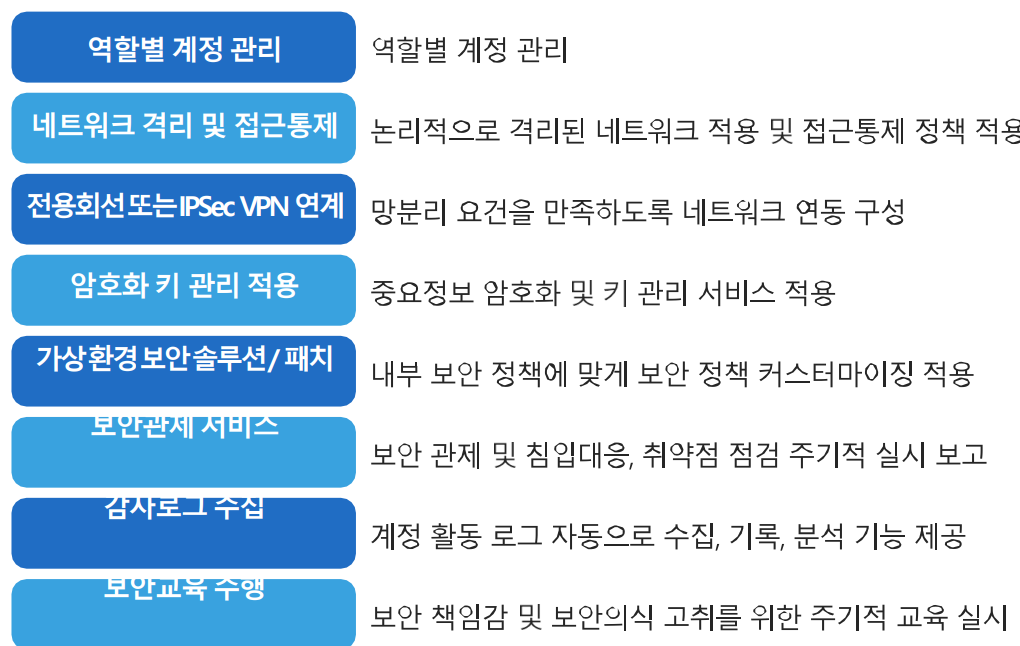 역할별 계정 관리 역할별 계정 관리
네트워크 격리 및 접근통제 논리적으로 격리된 네트워크 적용 및 접근통제 정책 적용
전용회선 또는 IPSec VPN 연계 망분리 요건을 만족하도록 네트워크 연동 구성
암호화 키 관리 적용 중요정보 암호화 및 키 관리 서비스 적용
가상 환경 보안 솔루션 / 패치 내부 보안 정책에 맞게 보안 정책 커스터마이징 적용
보안관제 서비스 보안 관제 및 침입대응, 취약점 점검 주기적 실시 보고
감사로그 수집 계정 활동 로그 자동으로 수집, 기록, 분석 기능 제공
보안교육 수행 보안 책임감 및 보안의식 고취를 위한 주기적 교육 실시